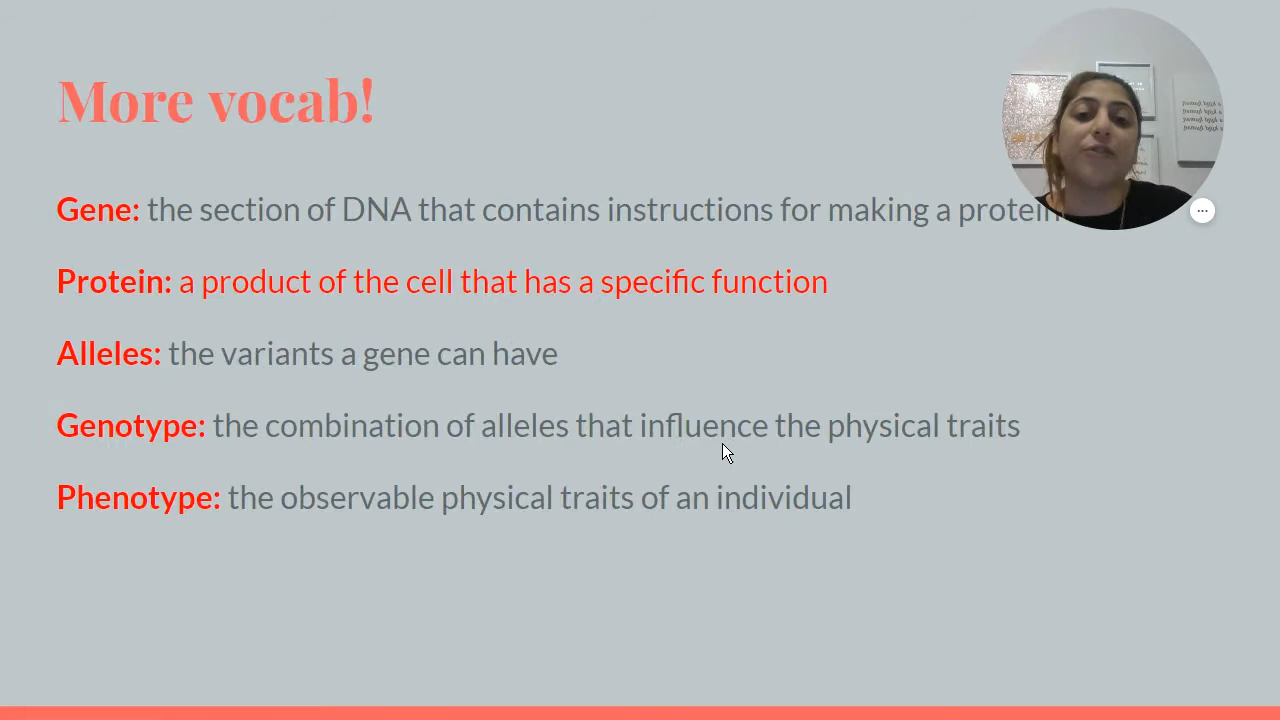 More vocab!
Gene: the section of DNA that contains instructions for making a protein
Protein: a product of the cell that has a specific function
Alleles: the variants a gene can have
Genotype: the combination of alleles that influence the physical traits
Phenotype: the observable physical traits of an individual